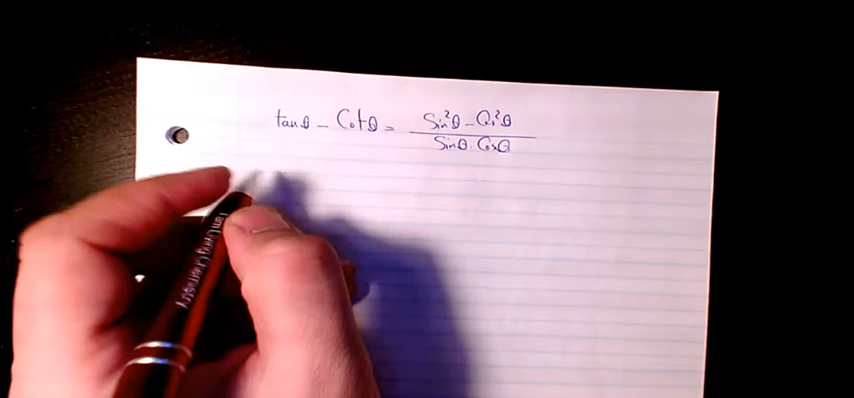 tanθ - Cotθ = (Sin²θ - Cos²θ) / (Sinθ · Cosθ)